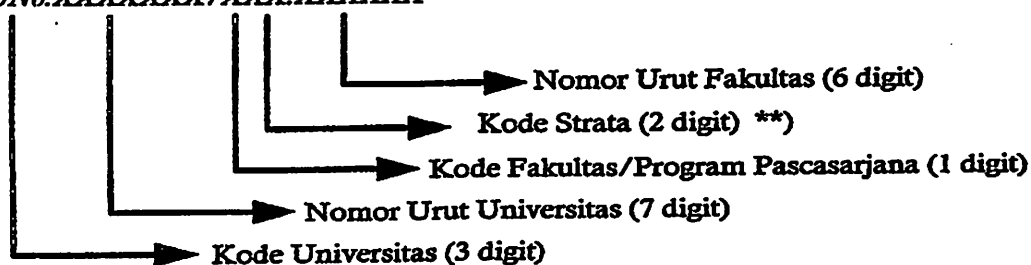 Nomor Urut Fakultas (6 digit)
Kode Strata (2 digit) **)
Kode Fakultas/Program Pascasarjana (1 digit)
Nomor Urut Universitas (7 digit)
Kode Universitas (3 digit)